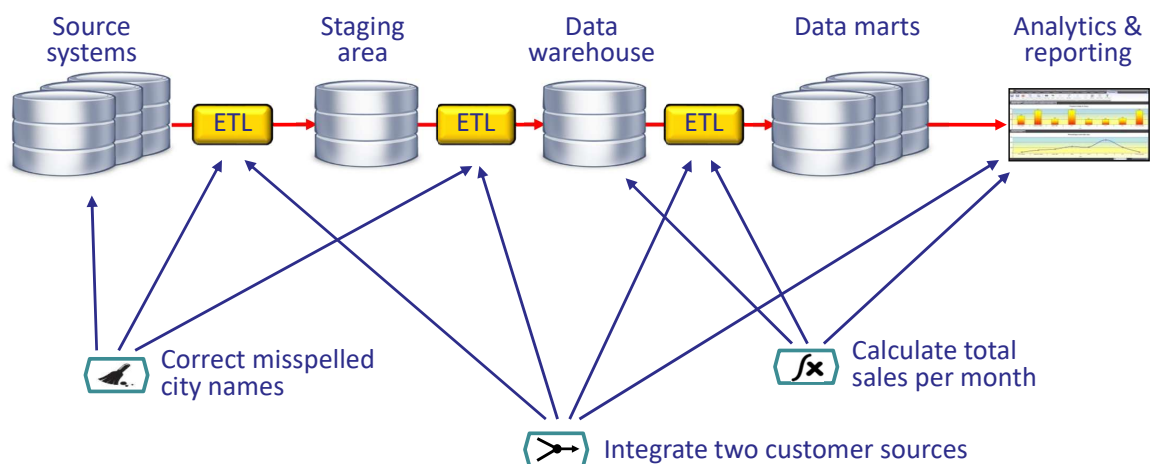 Source
systems
Staging
area
Data
warehouse
Data marts
Analytics &
reporting
ETL
ETL
ETL
Correct misspelled
city names
∫x
Calculate total
sales per month
Integrate two customer sources